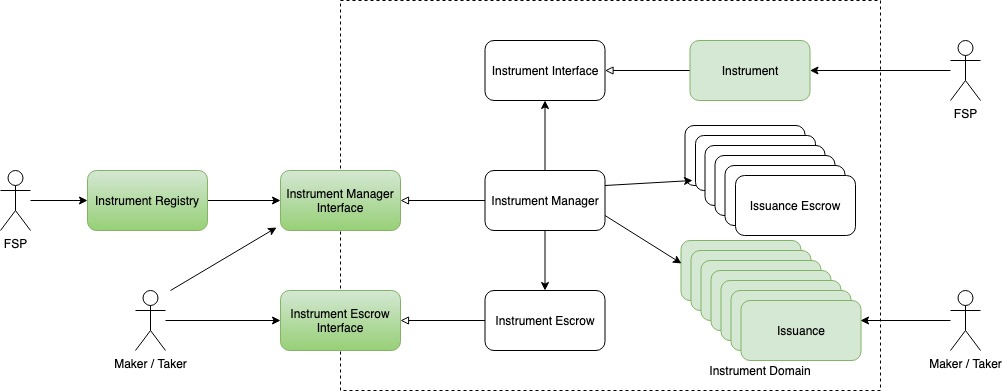 Instrument Interface
Instrument
FSP
Instrument Registry
Instrument Manager
Interface
Instrument Manager
Issuance Escrow
FSP
Instrument Escrow
Interface
Instrument Escrow
Issuance
Maker / Taker
Instrument Domain
Maker / Taker